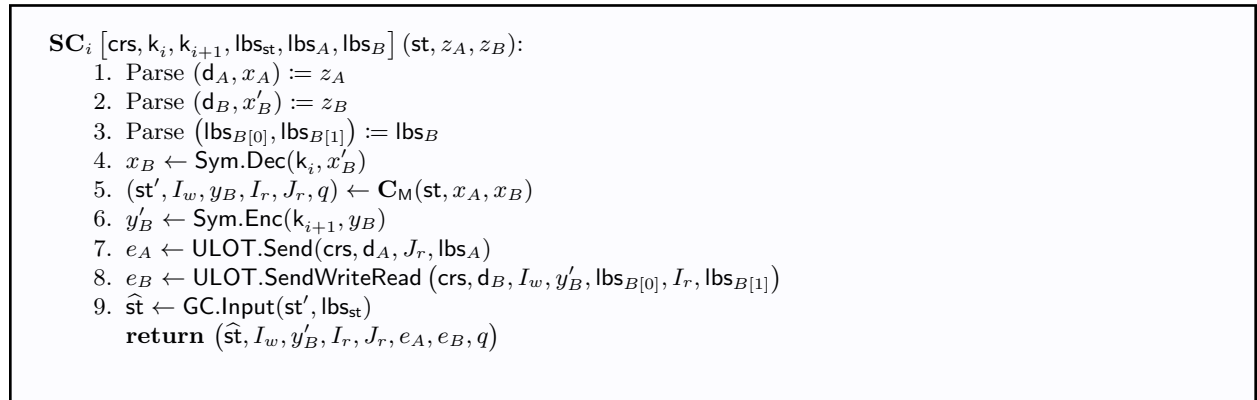 SC_i [crs, k_i, k_{i+1}, lbs_st, lbs_A, lbs_B] (st, z_A, z_B):
1. Parse (d_A, x_A) := z_A
2. Parse (d_B, x'_B) := z_B
3. Parse (lbs_{B[0]}, lbs_{B[1]}) := lbs_B
4. x_B ← Sym.Dec(k_i, x'_B)
5. (st', I_w, y_B, I_r, J_r, q) ← C_M(st, x_A, x_B)
6. y'_B ← Sym.Enc(k_{i+1}, y_B)
7. e_A ← ULOT.Send(crs, d_A, J_r, lbs_A)
8. e_B ← ULOT.SendWriteRead (crs, d_B, I_w, y'_B, lbs_{B[0]}, I_r, lbs_{B[1]})
9. \widehat{st} ← GC.Input(st', lbs_st)
return (\widehat{st}, I_w, y'_B, I_r, J_r, e_A, e_B, q)